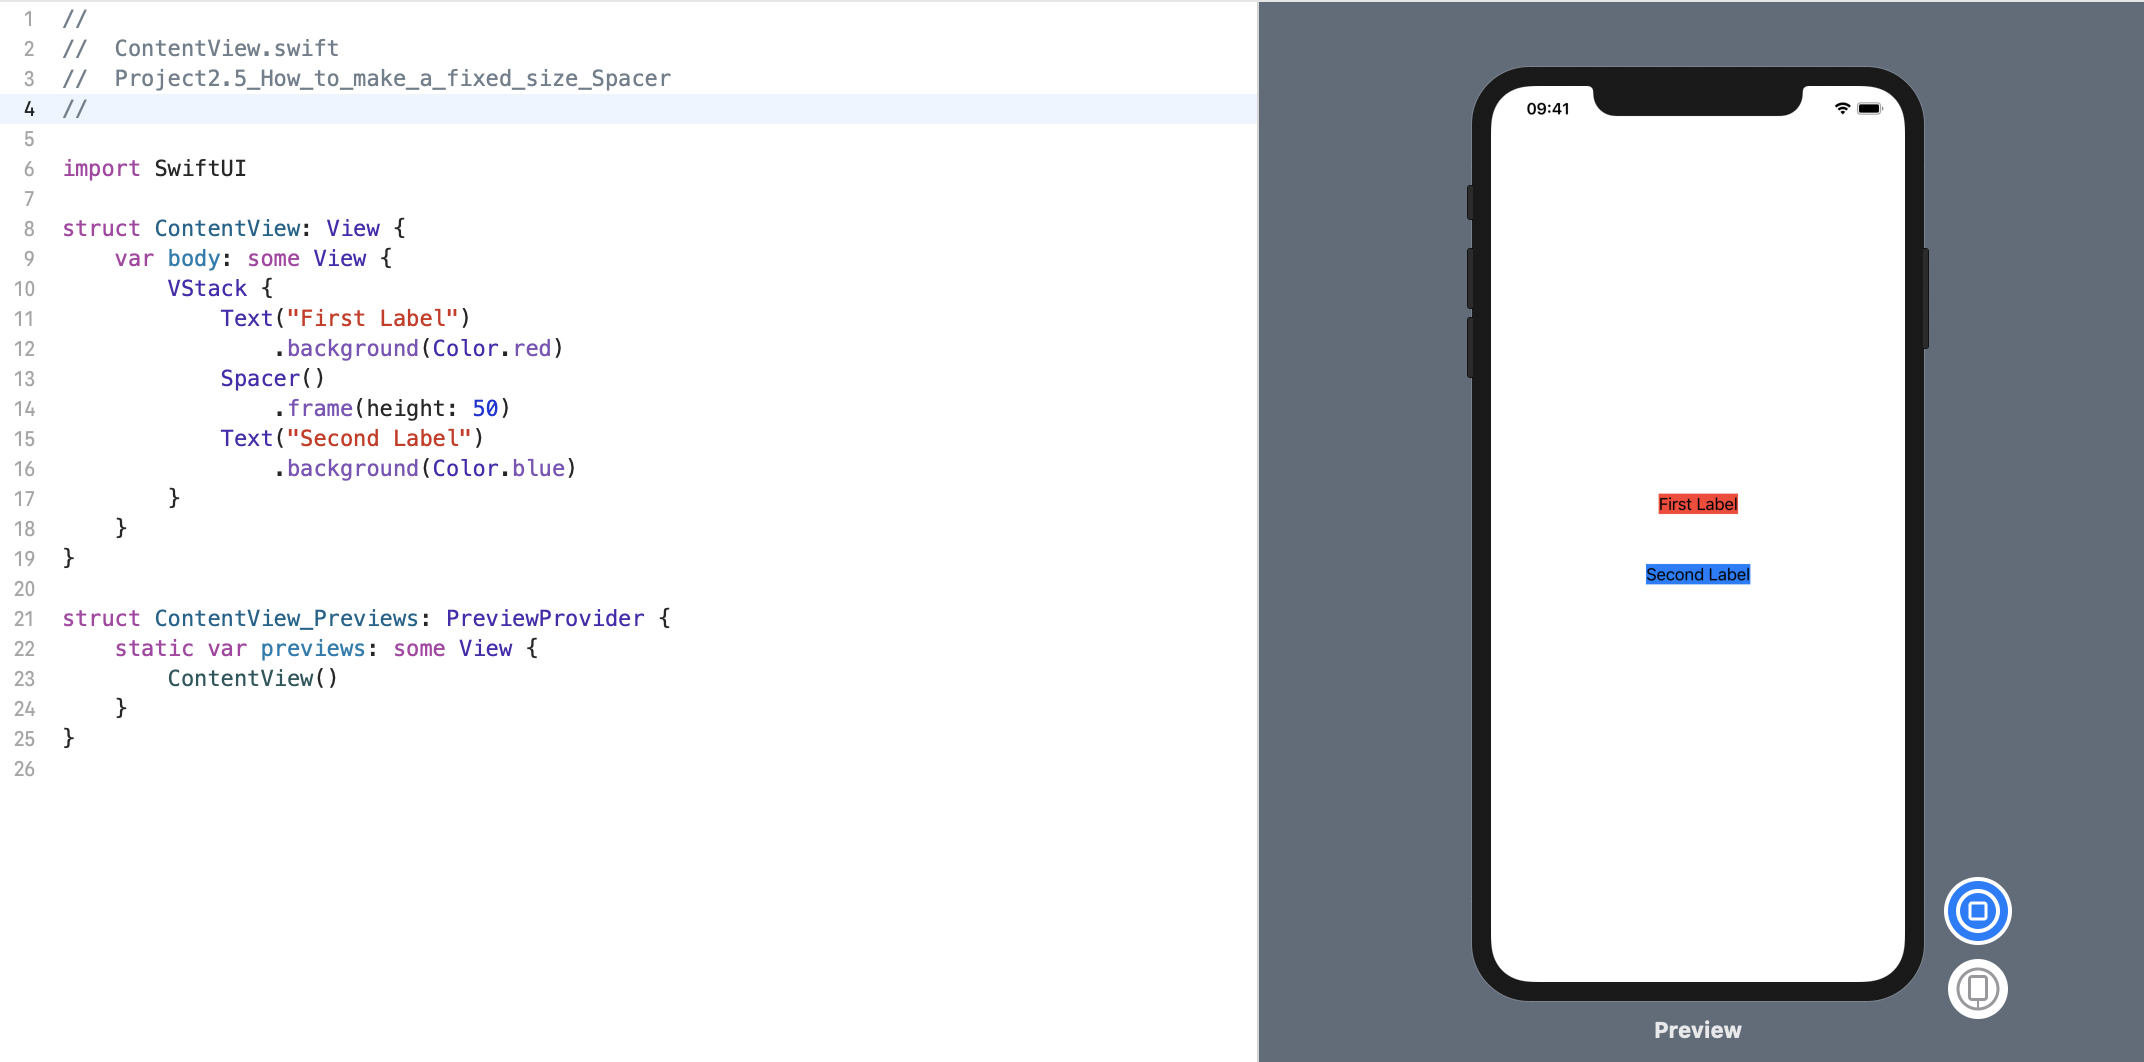 1 //
2 //  ContentView.swift
3 //  Project2.5_How_to_make_a_fixed_size_Spacer
4 //
5
6 import SwiftUI
7
8 struct ContentView: View {
9     var body: some View {
10         VStack {
11             Text("First Label")
12                 .background(Color.red)
13             Spacer()
14                 .frame(height: 50)
15             Text("Second Label")
16                 .background(Color.blue)
17         }
18     }
19 }
20
21 struct ContentView_Previews: PreviewProvider {
22     static var previews: some View {
23         ContentView()
24     }
25 }
26
09:41
First Label
Second Label
Preview